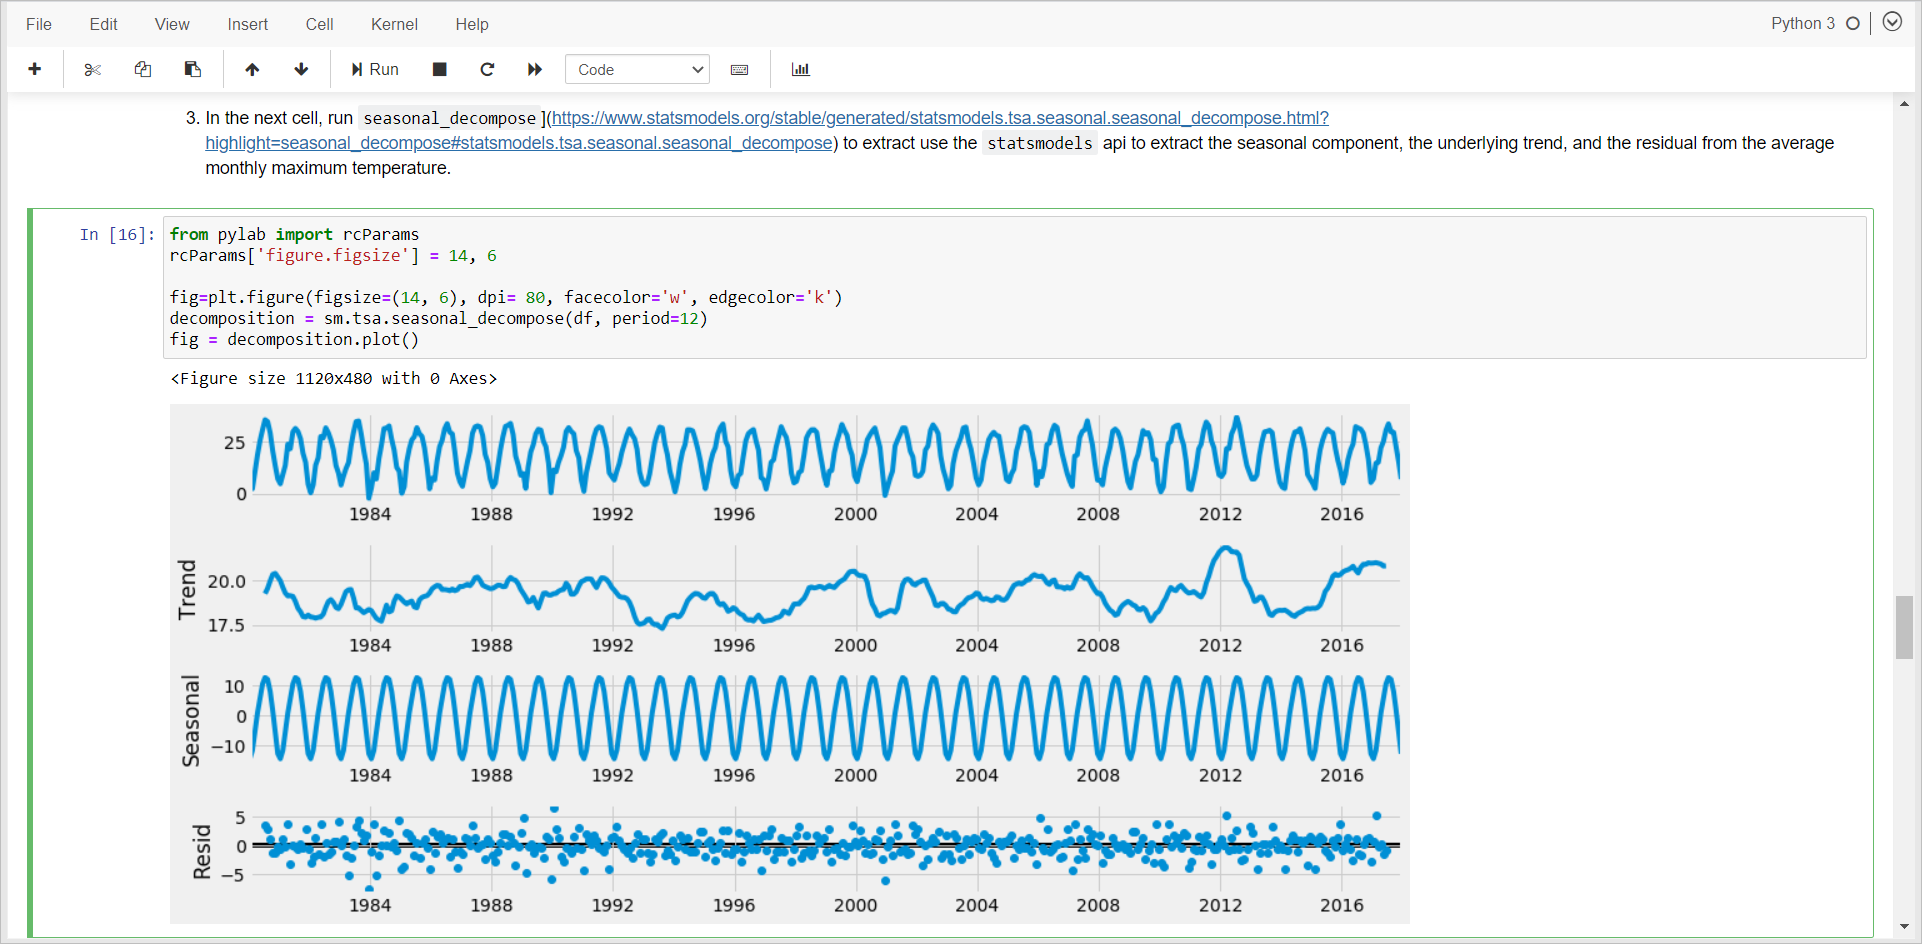 File Edit View Insert Cell Kernel Help Python 3
Run Code
3. In the next cell, run seasonal_decompose ](https://www.statsmodels.org/stable/generated/statsmodels.tsa.seasonal.seasonal_decompose.html?
highlight=seasonal_decompose#statsmodels.tsa.seasonal.seasonal_decompose) to extract use the statsmodels api to extract the seasonal component, the underlying trend, and the residual from the average
monthly maximum temperature.
In [16]: from pylab import rcParams
rcParams['figure.figsize'] = 14, 6
fig=plt.figure(figsize=(14, 6), dpi= 80, facecolor='w', edgecolor='k')
decomposition = sm.tsa.seasonal_decompose(df, period=12)
fig = decomposition.plot()
<Figure size 1120x480 with 0 Axes>
25
0
1984 1988 1992 1996 2000 2004 2008 2012 2016
Trend
20.0
17.5
1984 1988 1992 1996 2000 2004 2008 2012 2016
Seasonal
10
0
−10
1984 1988 1992 1996 2000 2004 2008 2012 2016
Resid
5
0
−5
1984 1988 1992 1996 2000 2004 2008 2012 2016